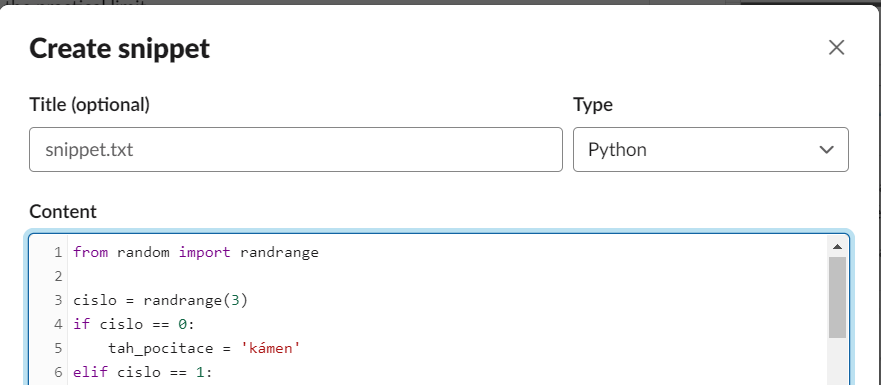 Create snippet
Title (optional) Type
snippet.txt Python
Content
1 from random import randrange
2
3 cislo = randrange(3)
4 if cislo == 0:
5     tah_pocitace = 'kámen'
6 elif cislo == 1: